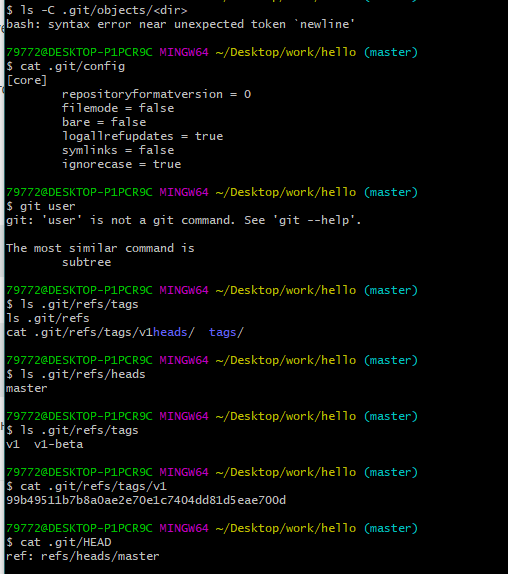 $ ls -C .git/objects/<dir>
bash: syntax error near unexpected token `newline'
79772@DESKTOP-P1PCR9C MINGW64 ~/Desktop/work/hello (master)
$ cat .git/config
[core]
repositoryformatversion = 0
filemode = false
bare = false
logallrefupdates = true
symlinks = false
ignorecase = true
79772@DESKTOP-P1PCR9C MINGW64 ~/Desktop/work/hello (master)
$ git user
git: 'user' is not a git command. See 'git --help'.
The most similar command is
subtree
79772@DESKTOP-P1PCR9C MINGW64 ~/Desktop/work/hello (master)
$ ls .git/refs/tags
ls .git/refs
cat .git/refs/tags/v1heads/  tags/
79772@DESKTOP-P1PCR9C MINGW64 ~/Desktop/work/hello (master)
$ ls .git/refs/heads
master
79772@DESKTOP-P1PCR9C MINGW64 ~/Desktop/work/hello (master)
$ ls .git/refs/tags
v1  v1-beta
79772@DESKTOP-P1PCR9C MINGW64 ~/Desktop/work/hello (master)
$ cat .git/refs/tags/v1
99b49511b7b8a0ae2e70e1c7404dd81d5eae700d
79772@DESKTOP-P1PCR9C MINGW64 ~/Desktop/work/hello (master)
$ cat .git/HEAD
ref: refs/heads/master